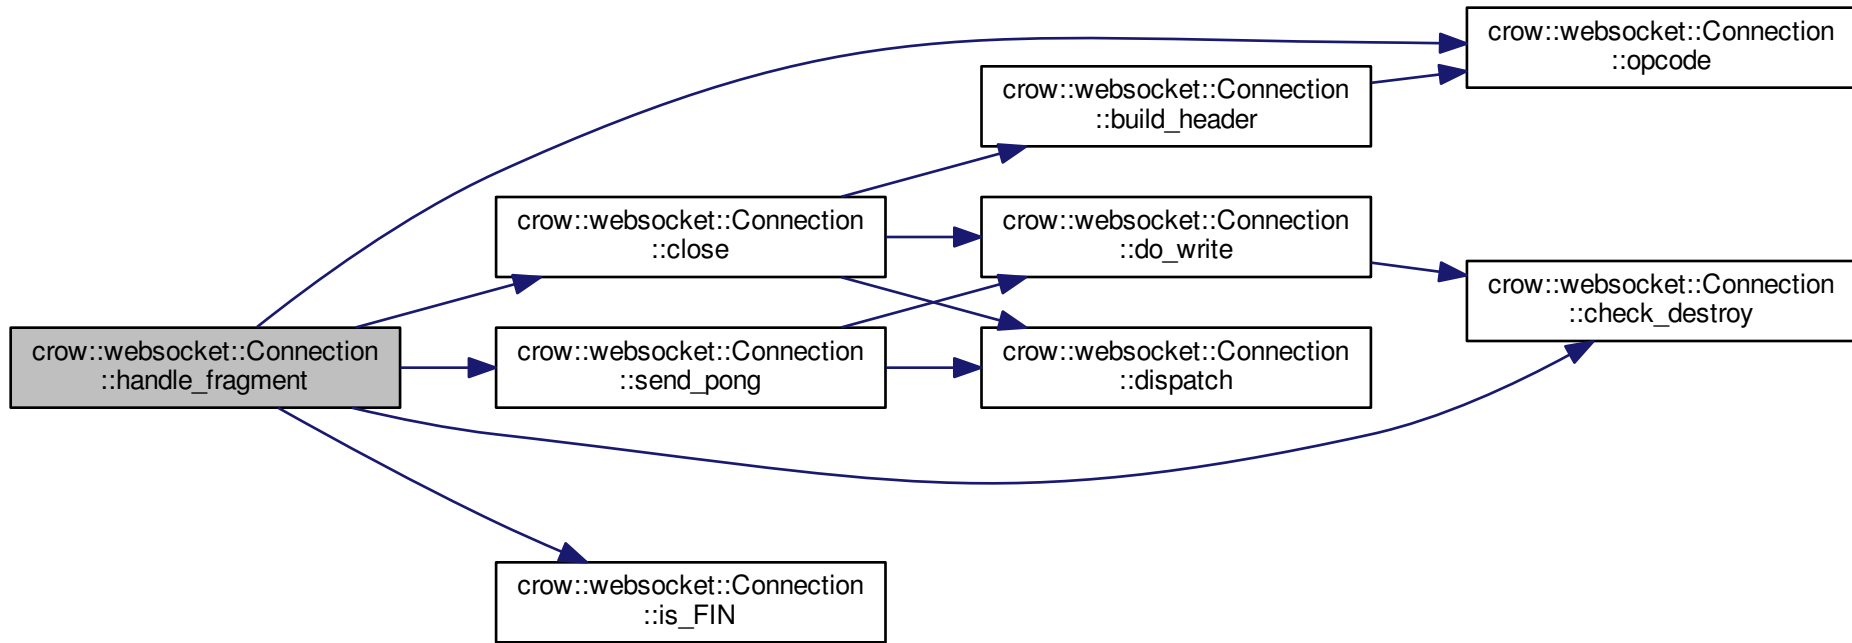 crow::websocket::Connection
::opcode
crow::websocket::Connection
::build_header
crow::websocket::Connection
::close
crow::websocket::Connection
::do_write
crow::websocket::Connection
::check_destroy
crow::websocket::Connection
::handle_fragment
crow::websocket::Connection
::send_pong
crow::websocket::Connection
::dispatch
crow::websocket::Connection
::is_FIN